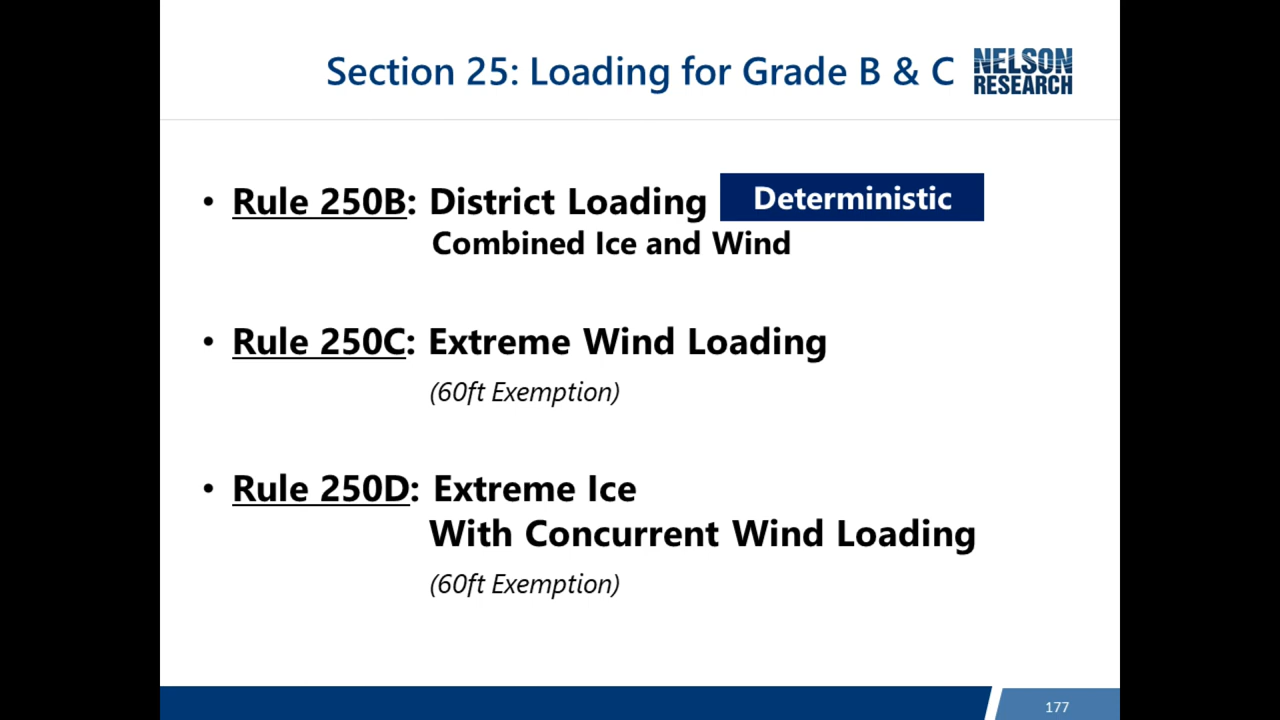 Section 25: Loading for Grade B & C
NELSON
RESEARCH
• Rule 250B: District Loading Deterministic
Combined Ice and Wind
• Rule 250C: Extreme Wind Loading
(60ft Exemption)
• Rule 250D: Extreme Ice
With Concurrent Wind Loading
(60ft Exemption)
177